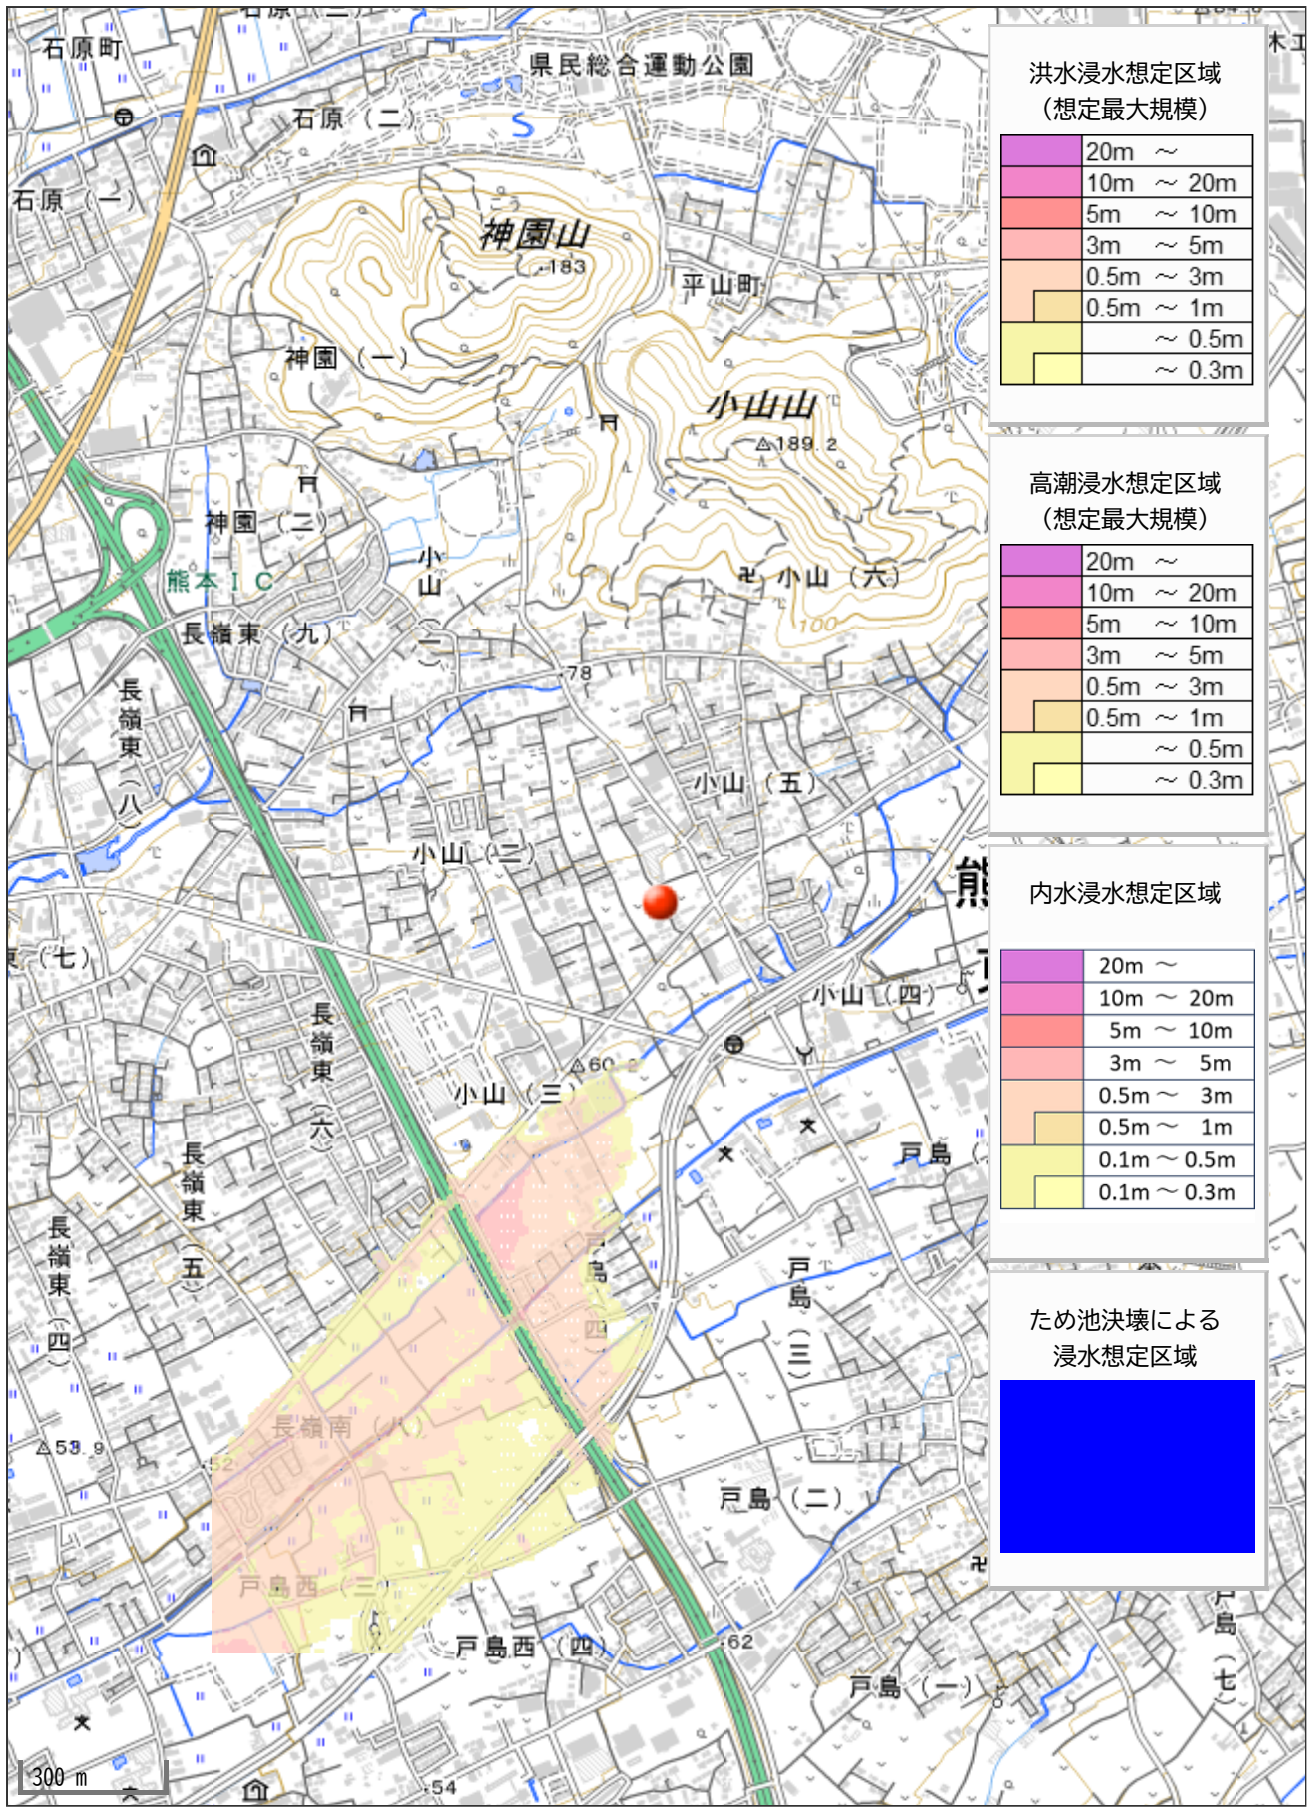 石原町
石原（二）
県民総合運動公園
石原（一）
神園山
183
平山町
神園（一）
小山山
189.2
神園（二）
熊本ＩＣ
小山（一）
小山（六）
100
長嶺東（九）
78
長嶺東（八）
小山（五）
小山（二）
熊
（七）
小山（四）
長嶺東（六）
60.2
小山（三）
戸島
長嶺東（五）
長嶺東（四）
戸島（四）
戸島（三）
長嶺南（八）
53.9
52
戸島（二）
戸島西（三）
戸島西（四）
62
戸島（一）
戸島（七）
54
300 m
洪水浸水想定区域
（想定最大規模）
20m ～
10m ～ 20m
5m ～ 10m
3m ～ 5m
0.5m ～ 3m
0.5m ～ 1m
～ 0.5m
～ 0.3m
高潮浸水想定区域
（想定最大規模）
20m ～
10m ～ 20m
5m ～ 10m
3m ～ 5m
0.5m ～ 3m
0.5m ～ 1m
～ 0.5m
～ 0.3m
内水浸水想定区域
20m ～
10m ～ 20m
5m ～ 10m
3m ～ 5m
0.5m ～ 3m
0.5m ～ 1m
0.1m ～ 0.5m
0.1m ～ 0.3m
ため池決壊による
浸水想定区域